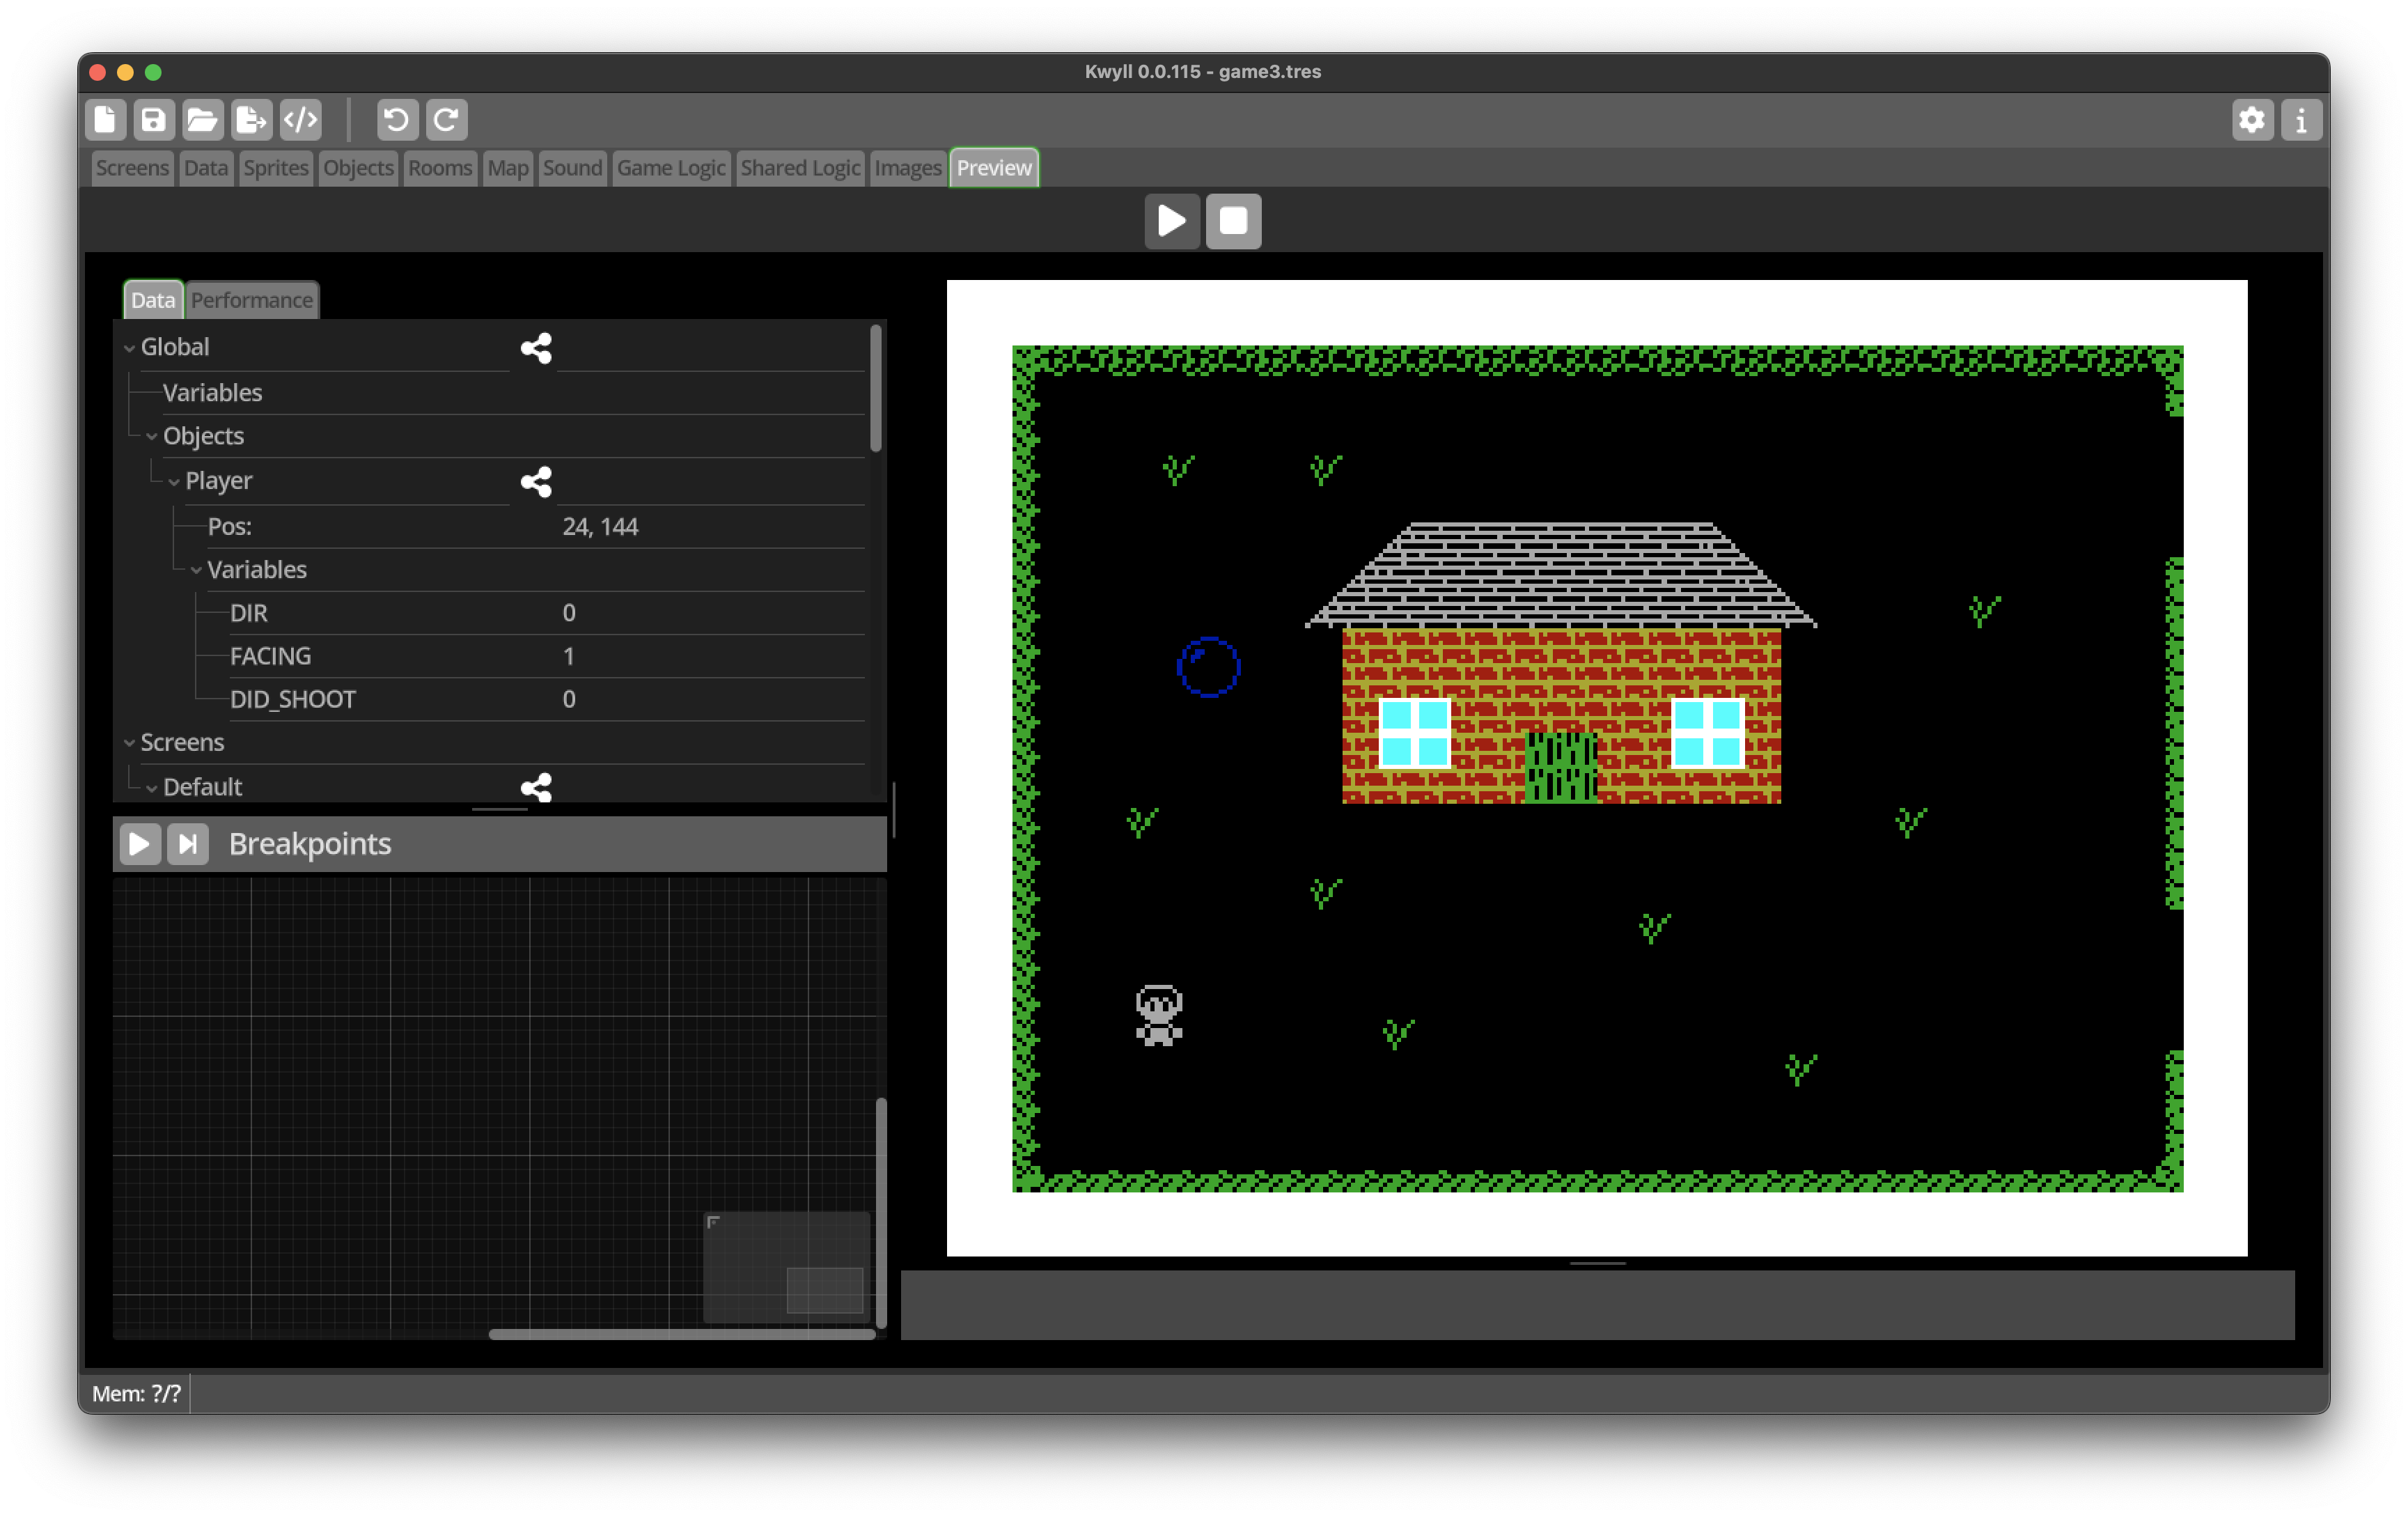 Kwyll 0.0.115 - game3.tres
Screens Data Sprites Objects Rooms Map Sound Game Logic Shared Logic Images Preview
Data Performance
Global
Variables
Objects
Player
Pos: 24, 144
Variables
DIR 0
FACING 1
DID_SHOOT 0
Screens
Default
Breakpoints
Mem: ?/?